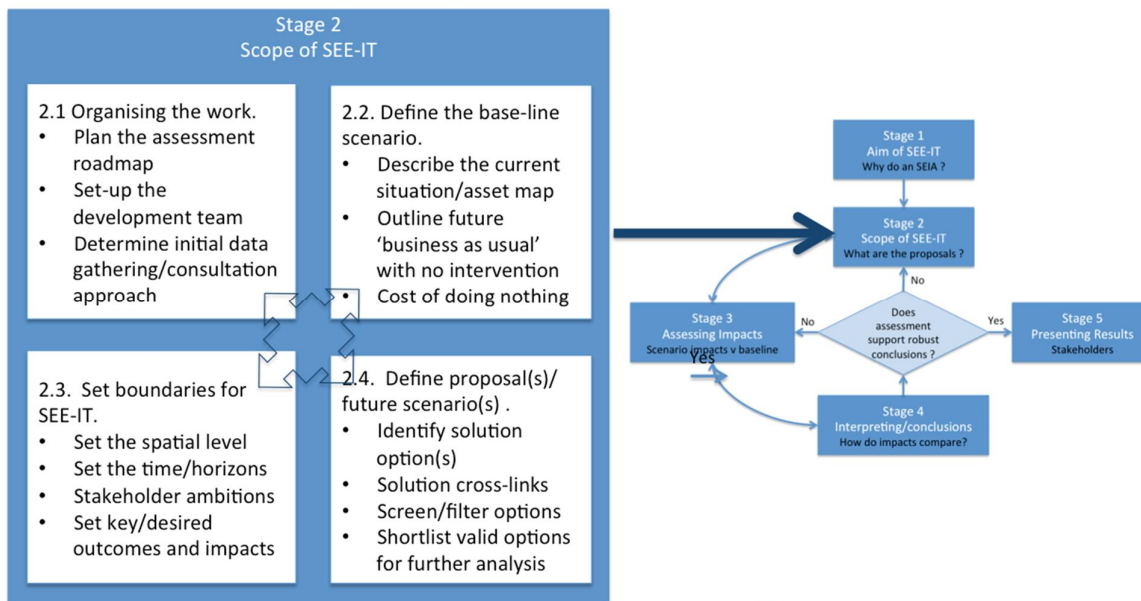 Stage 2
Scope of SEE-IT
2.1 Organising the work.
• Plan the assessment
roadmap
• Set-up the
development team
• Determine initial data
gathering/consultation
approach
2.2. Define the base-line
scenario.
• Describe the current
situation/asset map
• Outline future
‘business as usual’
with no intervention
• Cost of doing nothing
2.3. Set boundaries for
SEE-IT.
• Set the spatial level
• Set the time/horizons
• Stakeholder ambitions
• Set key/desired
outcomes and impacts
2.4. Define proposal(s)/
future scenario(s) .
• Identify solution
option(s)
• Solution cross-links
• Screen/filter options
• Shortlist valid options
for further analysis
Stage 1
Aim of SEE-IT
Why do an SEIA ?
Stage 2
Scope of SEE-IT
What are the proposals ?
No
Stage 3
Assessing Impacts
Scenario impacts v baseline
Yes
No
Does
assessment
support robust
conclusions ?
Yes
Stage 5
Presenting Results
Stakeholders
Stage 4
Interpreting/conclusions
How do impacts compare?